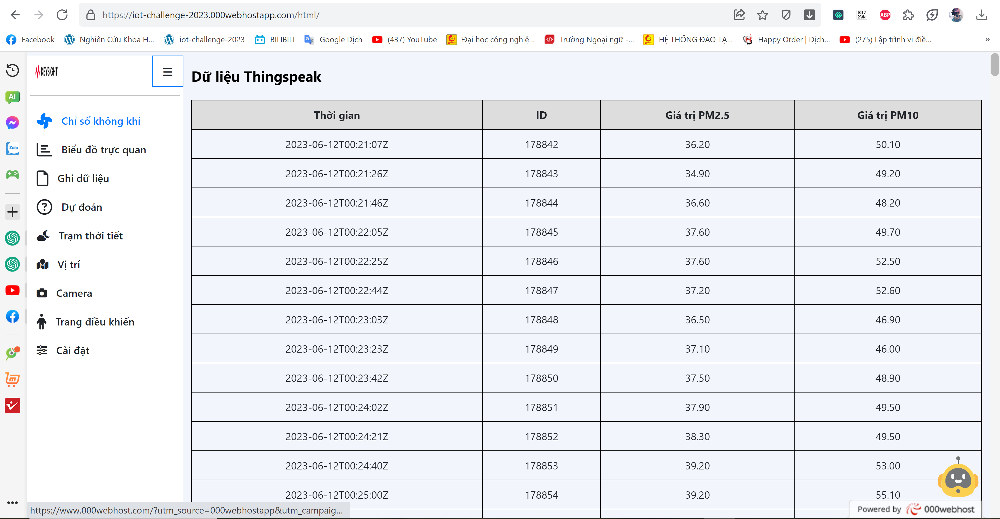 https://iot-challenge-2023.000webhostapp.com/html/
ABP
Facebook Nghiên Cứu Khoa H... iot-challenge-2023 BILIBILI Google Dịch (437) YouTube Đại học công nghiệ... Trường Ngoại ngữ -... HỆ THỐNG ĐÀO TẠ... Happy Order | Dịch... (275) Lập trình vi điề... »
KEYSIGHT
AI
Zalo
Chỉ số không khí
Biểu đồ trực quan
Ghi dữ liệu
Dự đoán
Trạm thời tiết
Vị trí
Camera
Trang điều khiển
Cài đặt
Dữ liệu Thingspeak
Thời gian ID Giá trị PM2.5 Giá trị PM10
2023-06-12T00:21:07Z 178842 36.20 50.10
2023-06-12T00:21:26Z 178843 34.90 49.20
2023-06-12T00:21:46Z 178844 36.60 48.20
2023-06-12T00:22:05Z 178845 37.60 49.70
2023-06-12T00:22:25Z 178846 37.60 52.50
2023-06-12T00:22:44Z 178847 37.20 52.60
2023-06-12T00:23:03Z 178848 36.50 46.90
2023-06-12T00:23:23Z 178849 37.10 46.00
2023-06-12T00:23:42Z 178850 37.50 48.90
2023-06-12T00:24:02Z 178851 37.90 49.50
2023-06-12T00:24:21Z 178852 38.30 49.50
2023-06-12T00:24:40Z 178853 39.20 53.00
2023-06-12T00:25:00Z 178854 39.20 55.10
https://www.000webhost.com/?utm_source=000webhostapp&utm_campaig...
Powered by 000webhost